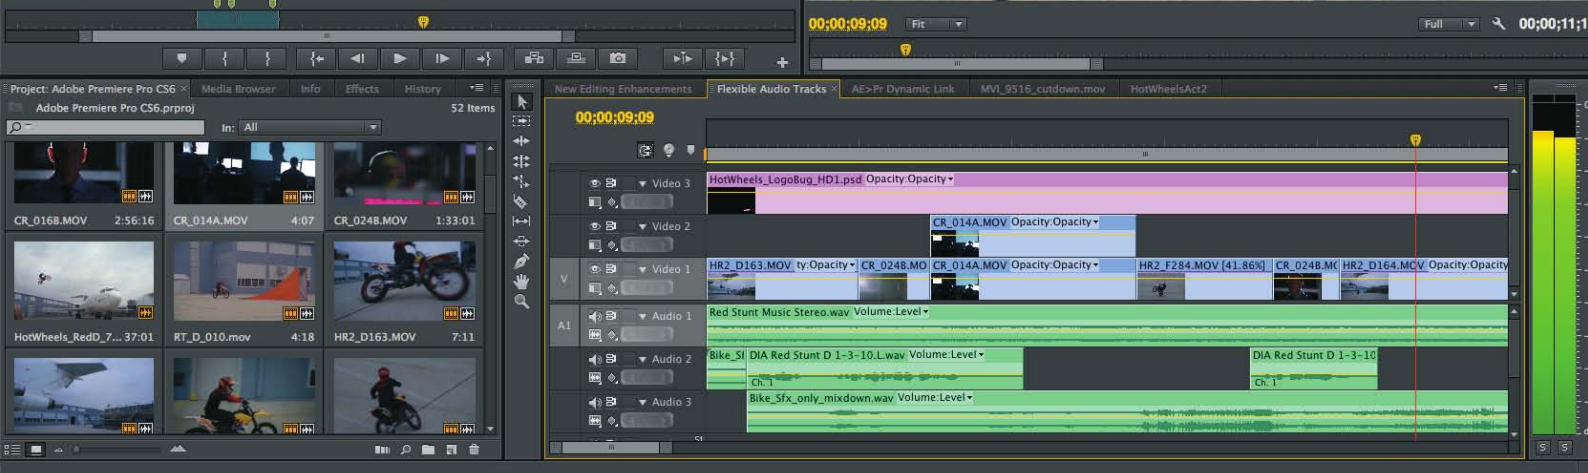 00;00;09;09 Fit Full 00;00;11;1
Project: Adobe Premiere Pro CS6 × Media Browser Info Effects History
Adobe Premiere Pro CS6.prproj 52 Items
In: All
CR_016B.MOV 2:56:16 CR_014A.MOV 4:07 CR_024B.MOV 1:33:01
HotWheels_RedD_7... 37:01 RT_D_010.mov 4:18 HR2_D163.MOV 7:11
New Editing Enhancements Flexible Audio Tracks × AE>Pr Dynamic Link MVI_9516_cutdown.mov HotWheelsAct2
00;00;09;09
Video 3 HotWheels_LogoBug_HD1.psd Opacity:Opacity
Video 2 CR_014A.MOV Opacity:Opacity
V Video 1 HR2_D163.MOV ty:Opacity CR_024B.MO CR_014A.MOV Opacity:Opacity HR2_F284.MOV [41.86%] CR_024B.M( HR2_D164.MOV Opacity:Opacity
A1 Audio 1 Red Stunt Music Stereo.wav Volume:Level
Audio 2 Bike_Sf DIA Red Stunt D 1-3-10.L.wav Volume:Level DIA Red Stunt D 1-3-10
Ch. 1 Ch. 1
Audio 3 Bike_Sfx_only_mixdown.wav Volume:Level
S S